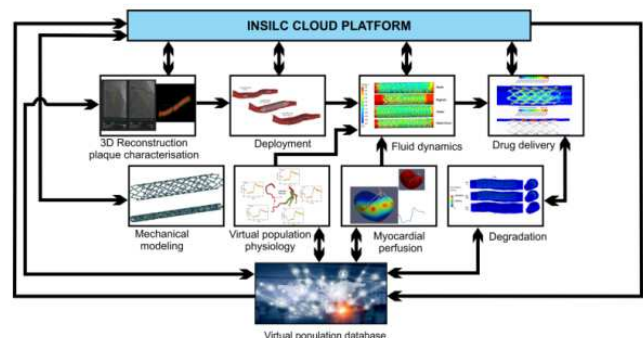 INSILC CLOUD PLATFORM
3D Reconstruction
plaque characterisation
Deployment
Fluid dynamics
Drug delivery
Mechanical
modeling
Virtual population
physiology
Myocardial
perfusion
Degradation
Virtual population database